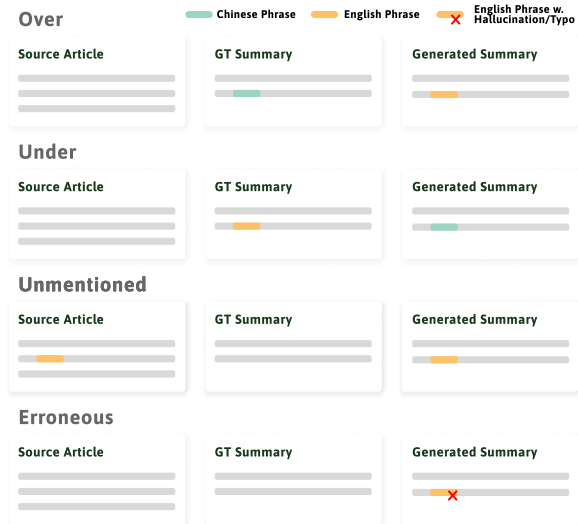 Over
Chinese Phrase
English Phrase
English Phrase w.
Hallucination/Typo
Source Article
GT Summary
Generated Summary
Under
Source Article
GT Summary
Generated Summary
Unmentioned
Source Article
GT Summary
Generated Summary
Erroneous
Source Article
GT Summary
Generated Summary